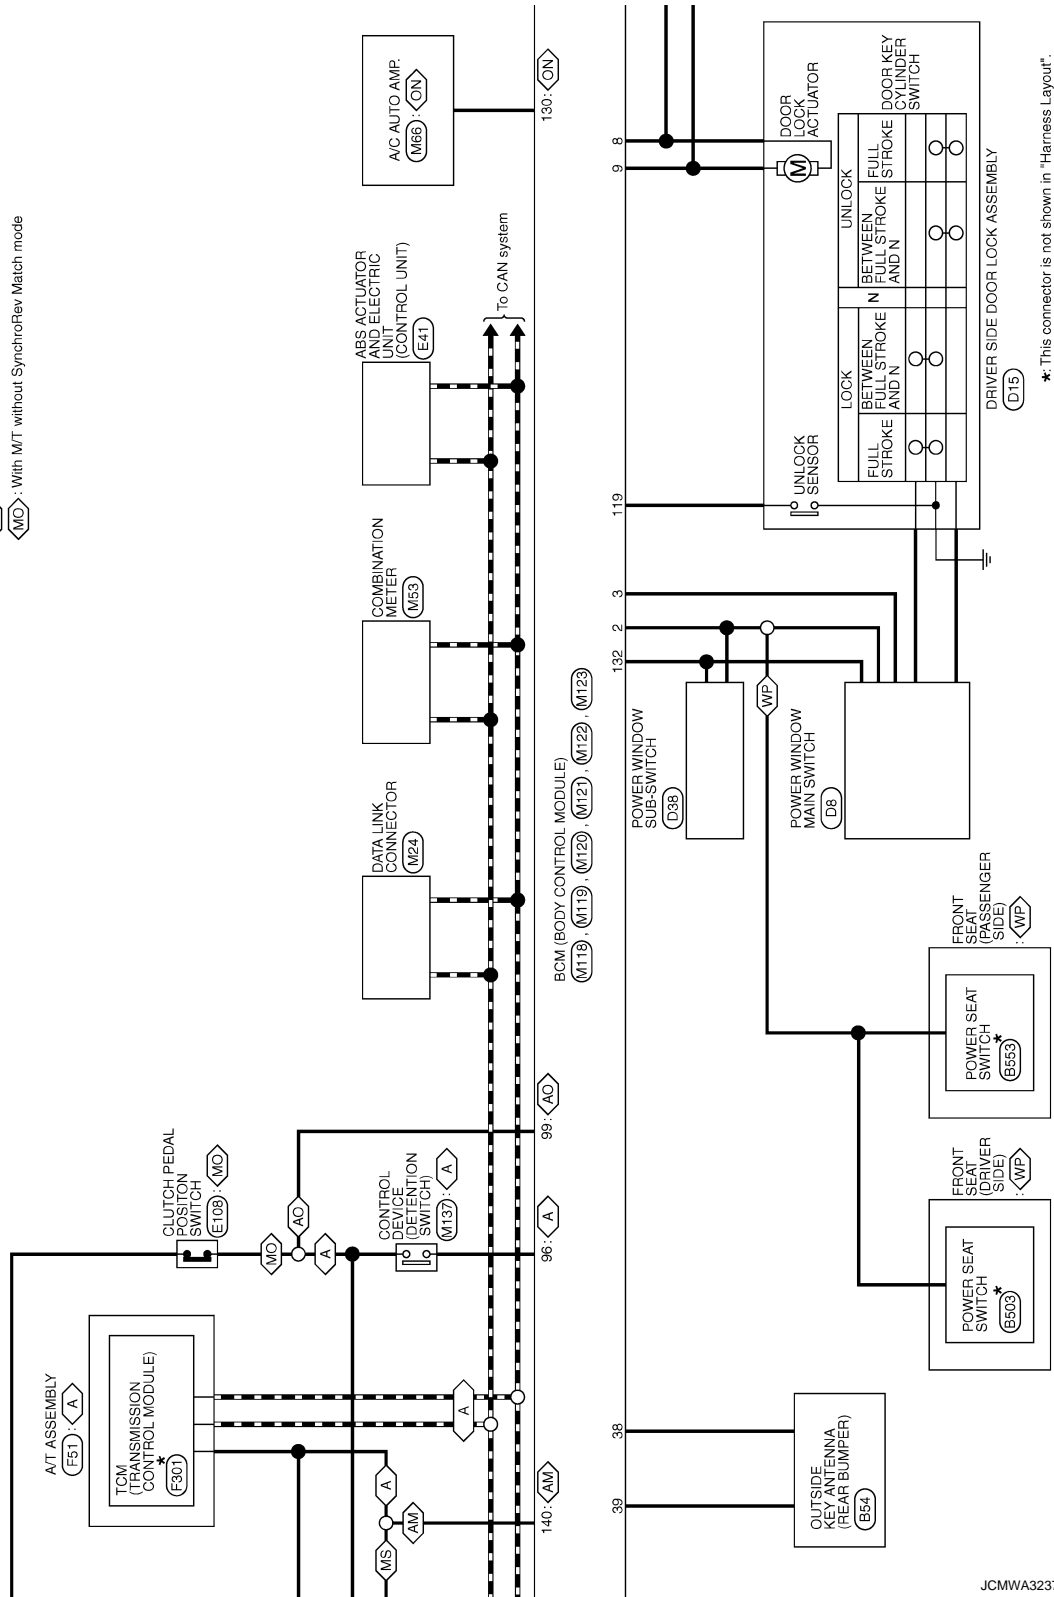 MO : With M/T without SynchroRev Match mode
A/T ASSEMBLY
F51 : A
TCM
(TRANSMISSION
CONTROL MODULE)
*
F301
CLUTCH PEDAL
POSITON
SWITCH
E108 : MO
MO
AO
A
CONTROL
DEVICE
(DETENTION
SWITCH)
M137 : A
A
MS
AM
A
140: AM
96: A
99: AO
DATA LINK
CONNECTOR
M24
COMBINATION
METER
M53
ABS ACTUATOR
AND ELECTRIC
UNIT
(CONTROL UNIT)
E41
To CAN system
A/C AUTO AMP.
M66 : ON
130: ON
BCM (BODY CONTROL MODULE)
M118 , M119 , M120 , M121 , M122 , M123
39
38
132
2
3
119
9
8
OUTSIDE
KEY ANTENNA
(REAR BUMPER)
B54
FRONT
SEAT
(DRIVER
SIDE)
: WP
POWER SEAT
SWITCH
*
B503
FRONT
SEAT
(PASSENGER
SIDE)
: WP
POWER SEAT
SWITCH
*
B553
POWER WINDOW
SUB-SWITCH
D38
WP
POWER WINDOW
MAIN SWITCH
D8
UNLOCK
SENSOR
DOOR
LOCK
ACTUATOR
M
LOCK
N
UNLOCK
FULL
STROKE
BETWEEN
FULL STROKE
AND N
BETWEEN
FULL STROKE
AND N
FULL
STROKE
DOOR KEY
CYLINDER
SWITCH
DRIVER SIDE DOOR LOCK ASSEMBLY
D15
*: This connector is not shown in "Harness Layout".